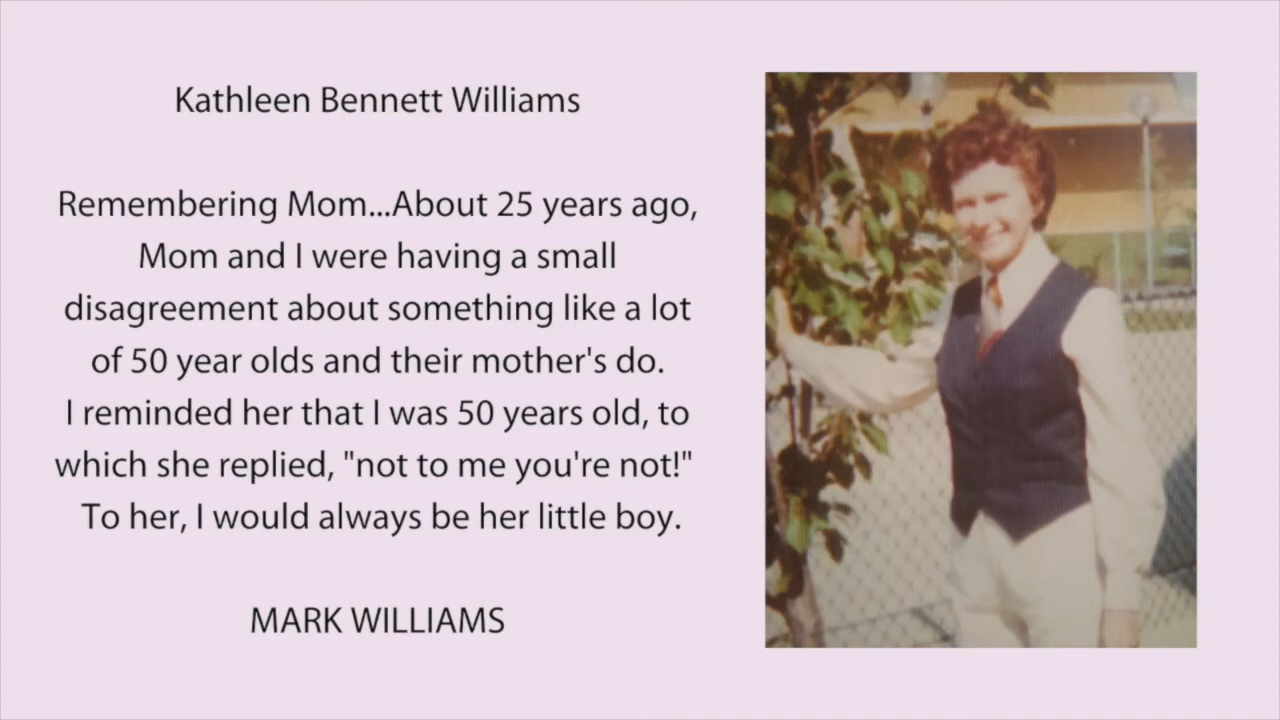 Kathleen Bennett Williams
Remembering Mom...About 25 years ago,
Mom and I were having a small
disagreement about something like a lot
of 50 year olds and their mother's do.
I reminded her that I was 50 years old, to
which she replied, "not to me you're not!"
To her, I would always be her little boy.
MARK WILLIAMS